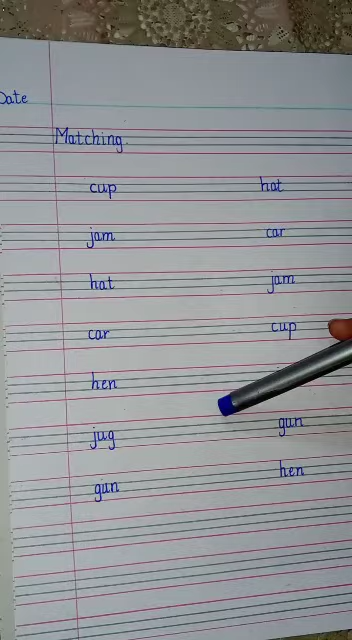 Date
Matching.
cup hat
jam car
hat jam
car cup
hen
jug gun
gun hen